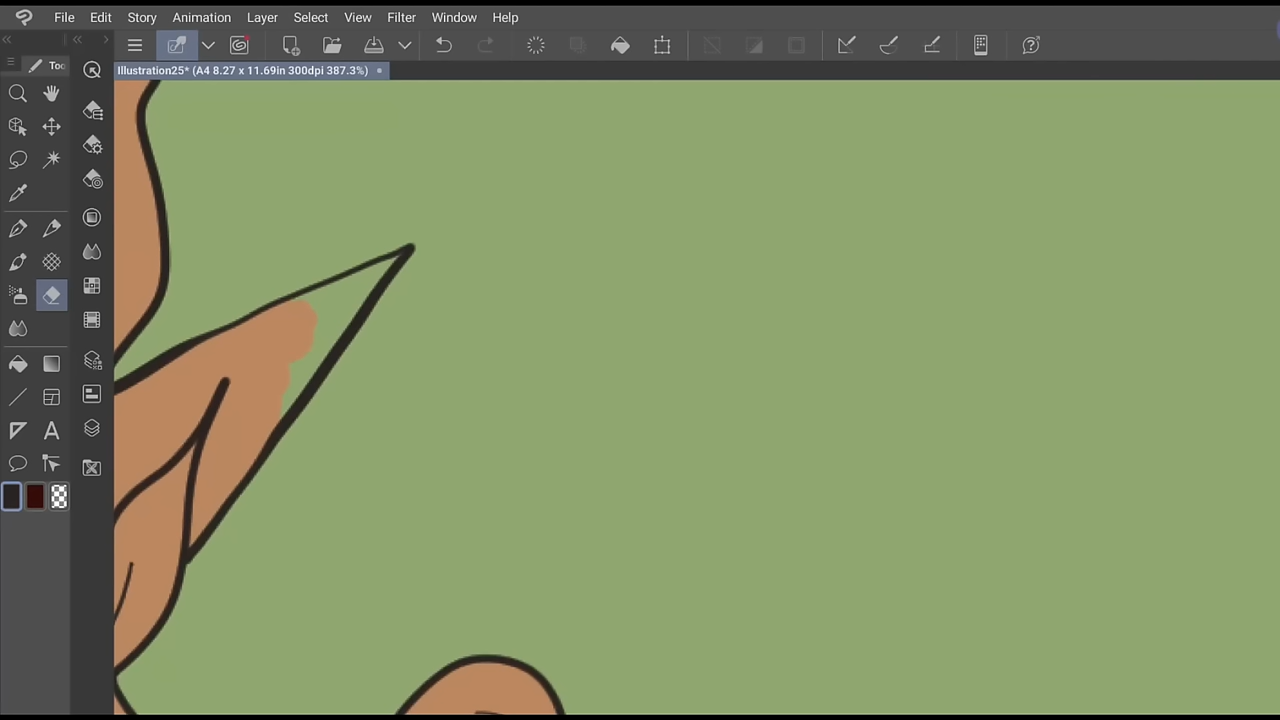 File Edit Story Animation Layer Select View Filter Window Help
Illustration25* (A4 8.27 x 11.69in 300dpi 387.3%)
Too